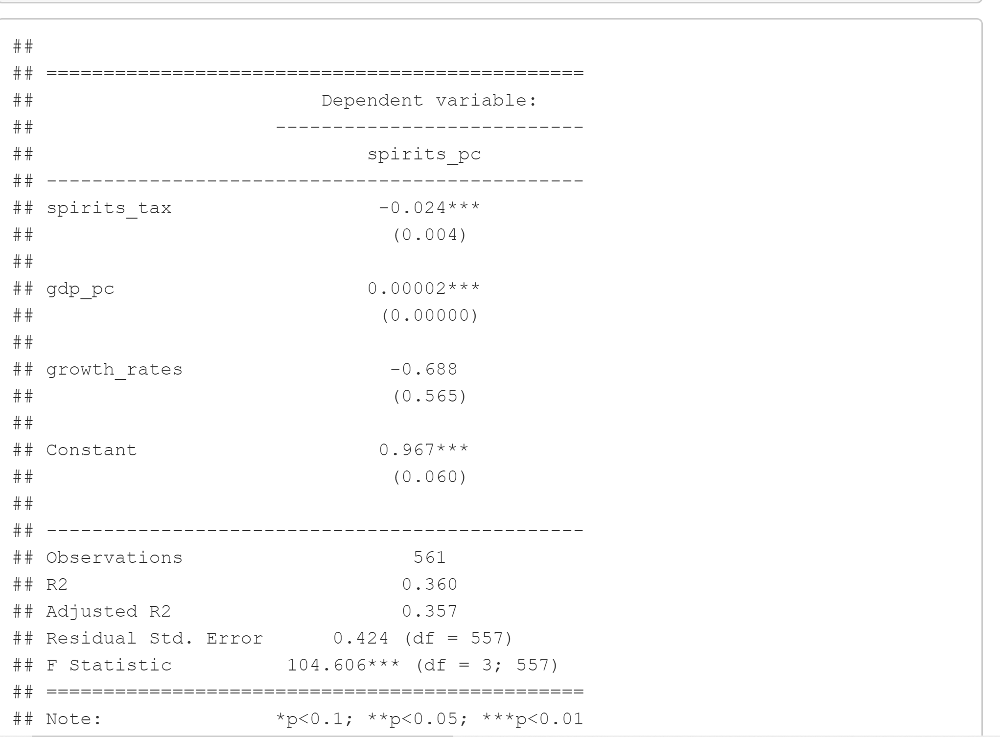 ##
## ===============================================
##                         Dependent variable:
##                     ---------------------------
##                             spirits_pc
## -----------------------------------------------
## spirits_tax                  -0.024***
##                               (0.004)
##
## gdp_pc                      0.00002***
##                              (0.00000)
##
## growth_rates                  -0.688
##                               (0.565)
##
## Constant                     0.967***
##                               (0.060)
##
## -----------------------------------------------
## Observations                    561
## R2                             0.360
## Adjusted R2                    0.357
## Residual Std. Error      0.424 (df = 557)
## F Statistic          104.606*** (df = 3; 557)
## ===============================================
## Note:               *p<0.1; **p<0.05; ***p<0.01